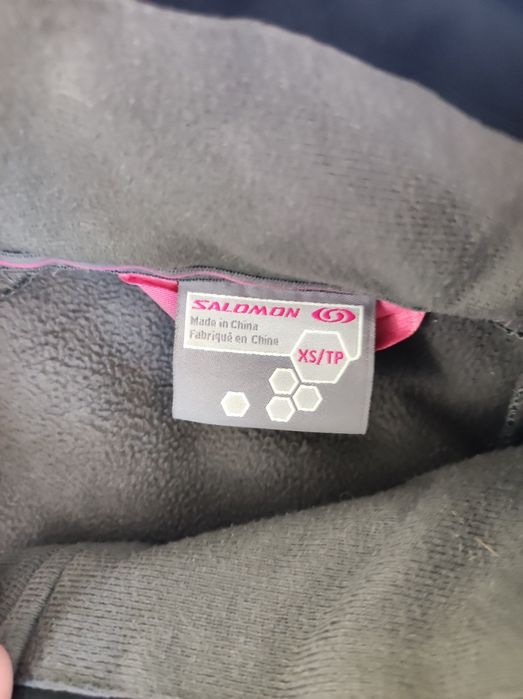 SALOMON
Made in China
Fabriqué en Chine
XS/TP